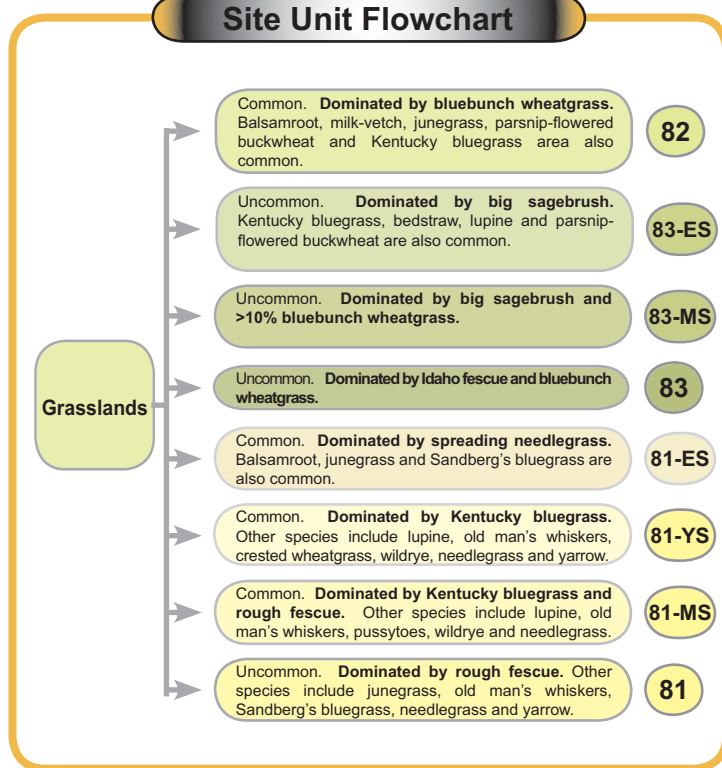 Site Unit Flowchart
Grasslands
Common. Dominated by bluebunch wheatgrass.
Balsamroot, milk-vetch, junegrass, parsnip-flowered
buckwheat and Kentucky bluegrass area also
common.
82
Uncommon. Dominated by big sagebrush.
Kentucky bluegrass, bedstraw, lupine and parsnip-
flowered buckwheat are also common.
83-ES
Uncommon. Dominated by big sagebrush and
>10% bluebunch wheatgrass.
83-MS
Uncommon. Dominated by Idaho fescue and bluebunch
wheatgrass.
83
Common. Dominated by spreading needlegrass.
Balsamroot, junegrass and Sandberg's bluegrass are
also common.
81-ES
Common. Dominated by Kentucky bluegrass.
Other species include lupine, old man's whiskers,
crested wheatgrass, wildrye, needlegrass and yarrow.
81-YS
Common. Dominated by Kentucky bluegrass and
rough fescue. Other species include lupine, old
man's whiskers, pussytoes, wildrye and needlegrass.
81-MS
Uncommon. Dominated by rough fescue. Other
species include junegrass, old man's whiskers,
Sandberg's bluegrass, needlegrass and yarrow.
81